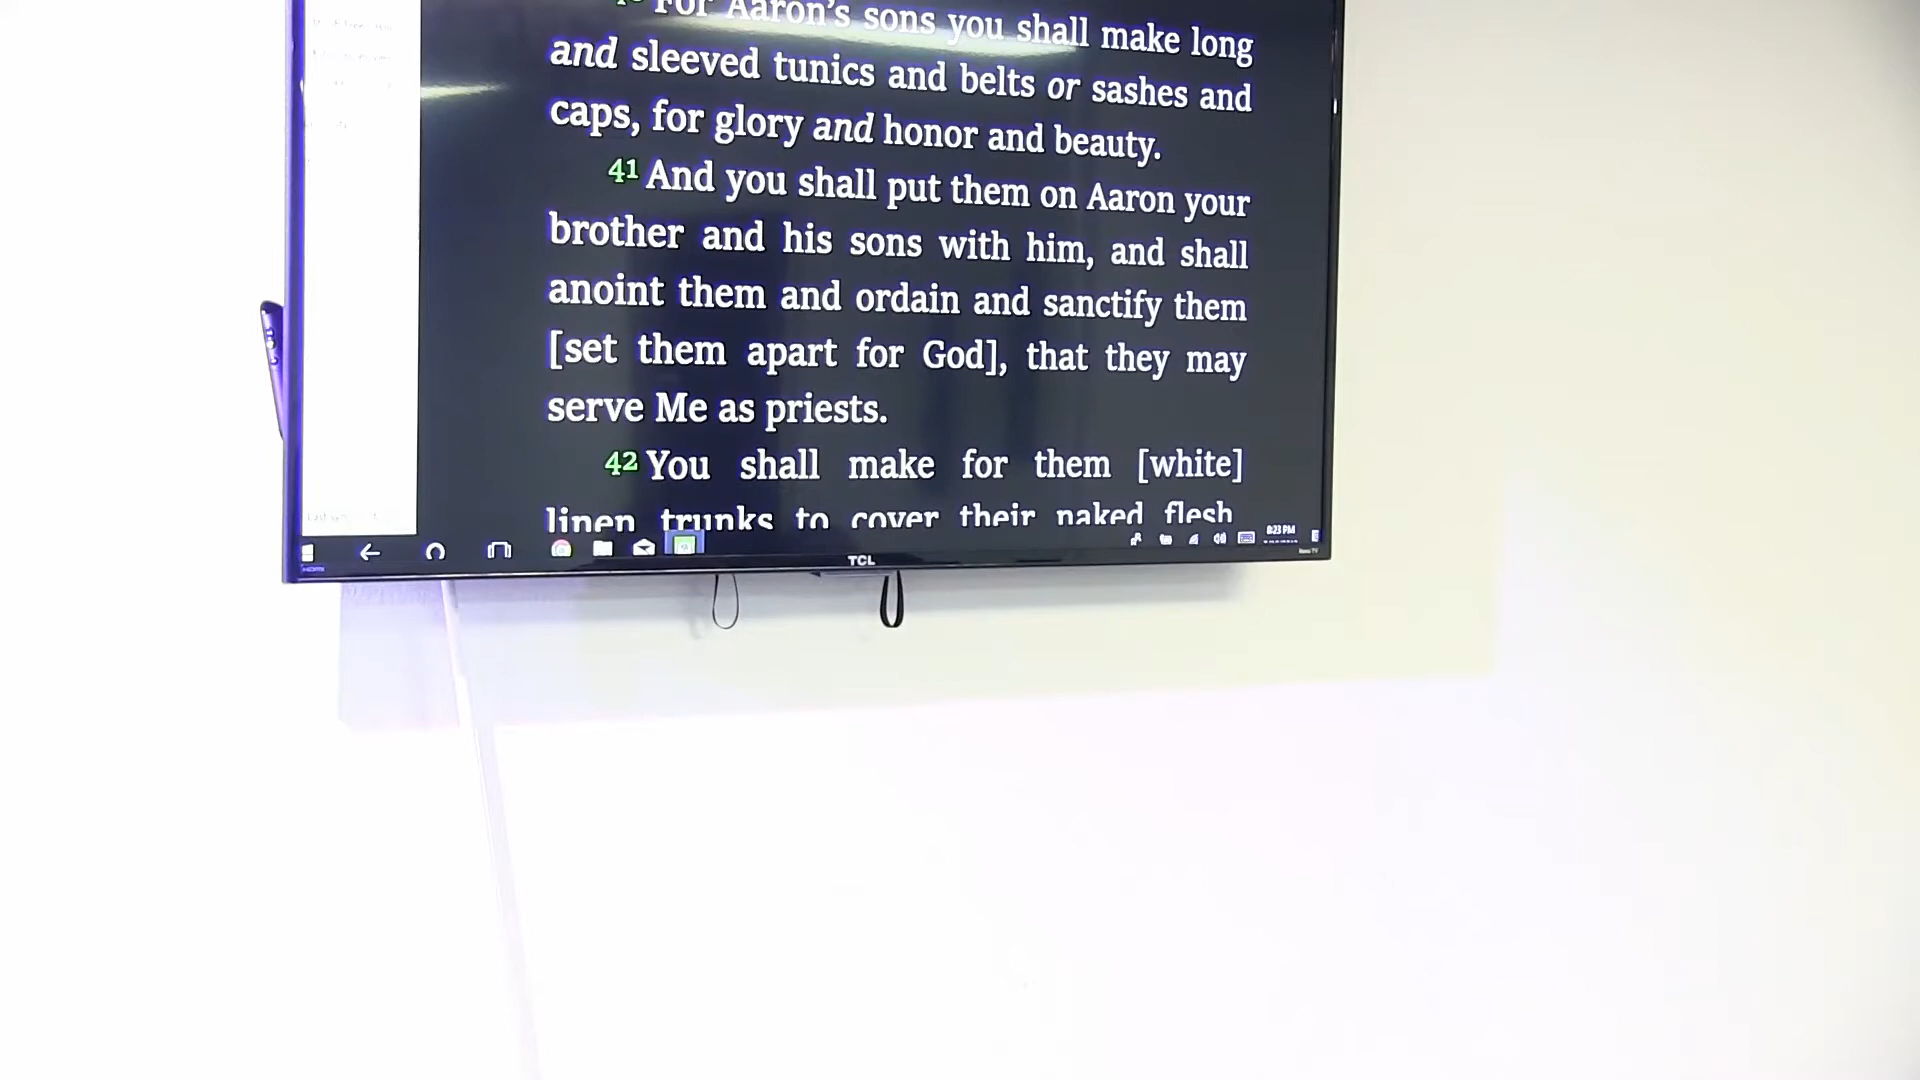 For Aaron's sons you shall make long
and sleeved tunics and belts or sashes and
caps, for glory and honor and beauty.
41 And you shall put them on Aaron your
brother and his sons with him, and shall
anoint them and ordain and sanctify them
[set them apart for God], that they may
serve Me as priests.
42 You shall make for them [white]
linen trunks to cover their naked flesh
8:23 PM
TCL